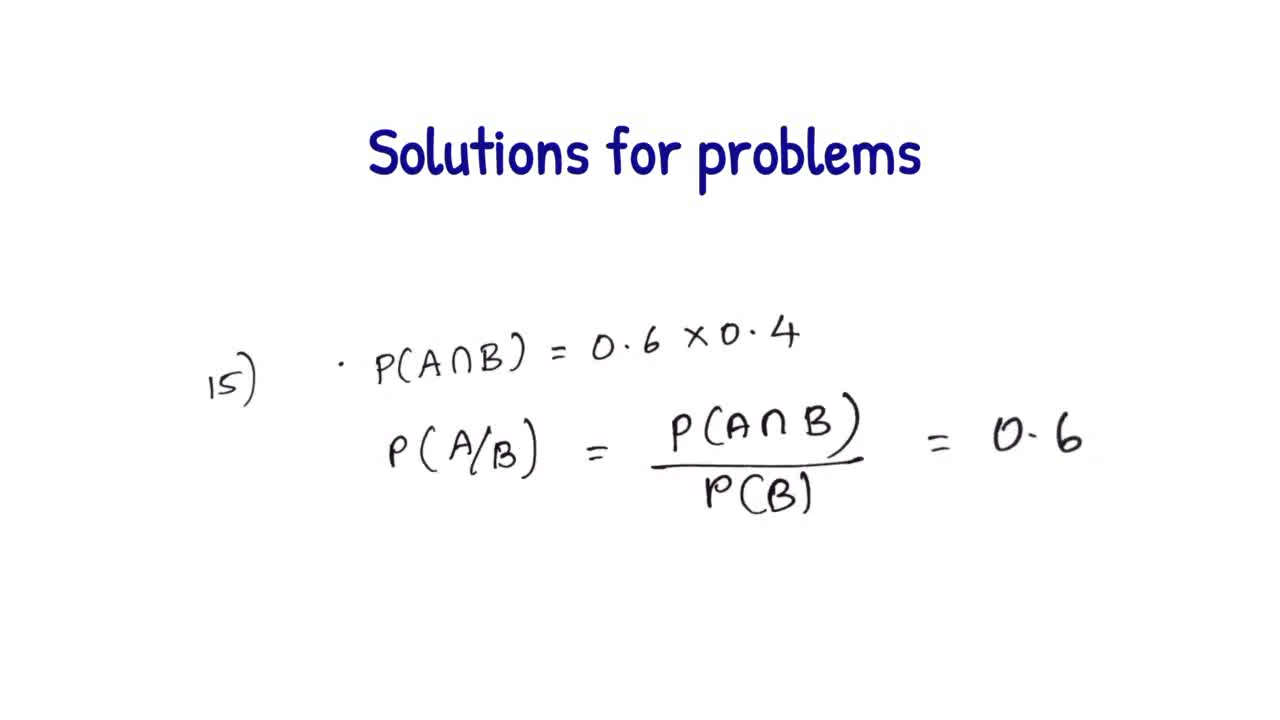 Solutions for problems
15) · P(A∩B) = 0.6 × 0.4
P(A/B) = P(A∩B) / P(B) = 0.6